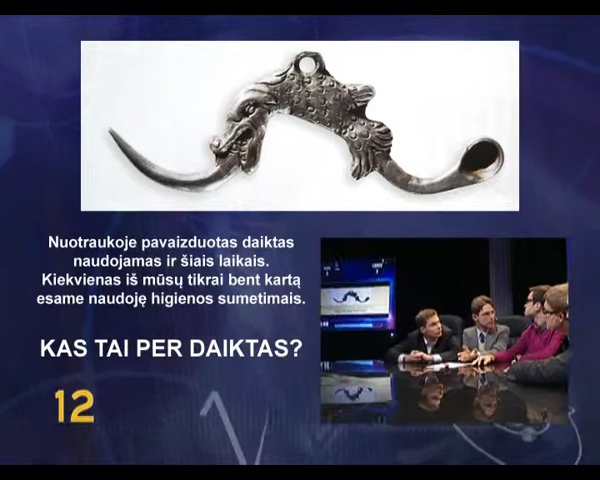 Nuotraukoje pavaizduotas daiktas
naudojamas ir šiais laikais.
Kiekvienas iš mūsų tikrai bent kartą
esame naudoję higienos sumetimais.
KAS TAI PER DAIKTAS?
12